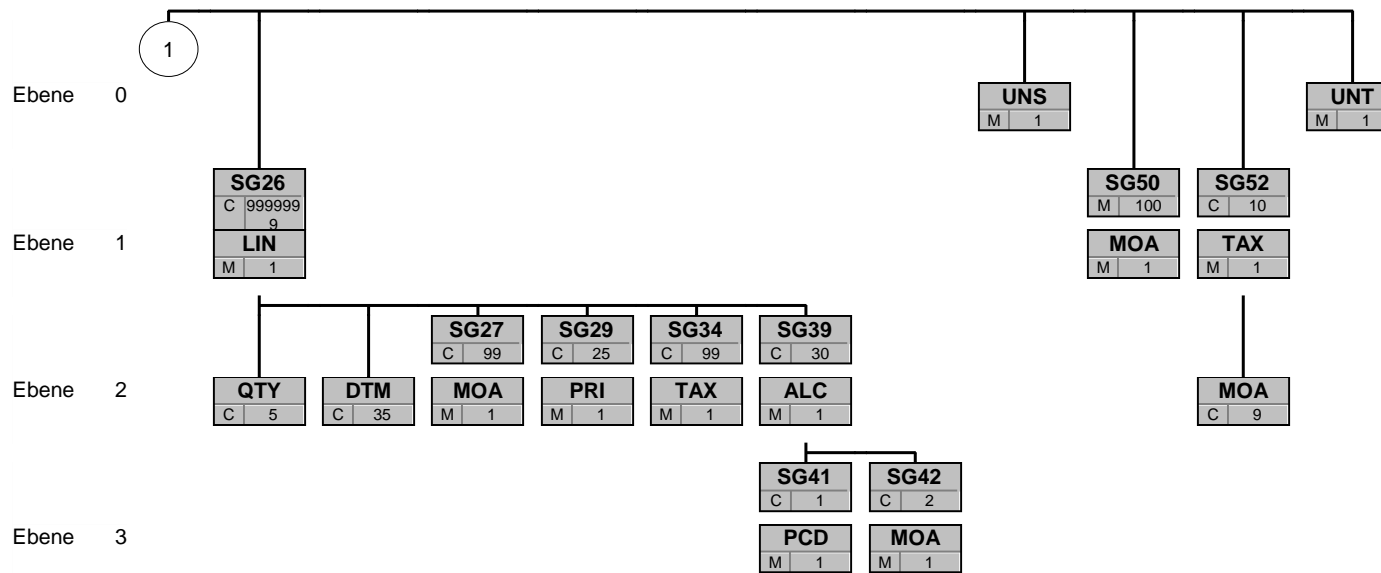 1
Ebene 0
UNS UNT
M 1 M 1
SG26 SG50 SG52
C 999999 M 100 C 10
9
Ebene 1
LIN MOA TAX
M 1 M 1 M 1
SG27 SG29 SG34 SG39
C 99 C 25 C 99 C 30
Ebene 2
QTY DTM MOA PRI TAX ALC MOA
C 5 C 35 M 1 M 1 M 1 M 1 C 9
SG41 SG42
C 1 C 2
Ebene 3
PCD MOA
M 1 M 1